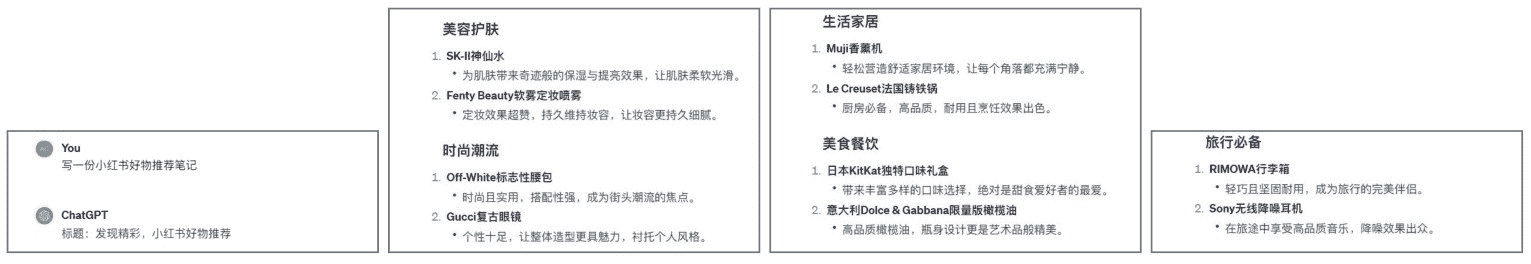 You
写一份小红书好物推荐笔记
ChatGPT
标题：发现精彩，小红书好物推荐
美容护肤
1. SK-II神仙水
• 为肌肤带来奇迹般的保湿与提亮效果，让肌肤柔软光滑。
2. Fenty Beauty软雾定妆喷雾
• 定妆效果超赞，持久维持妆容，让妆容更持久细腻。
时尚潮流
1. Off-White标志性腰包
• 时尚且实用，搭配性强，成为街头潮流的焦点。
2. Gucci复古眼镜
• 个性十足，让整体造型更具魅力，衬托个人风格。
生活家居
1. Muji香薰机
• 轻松营造舒适家居环境，让每个角落都充满宁静。
2. Le Creuset法国铸铁锅
• 厨房必备，高品质，耐用且烹饪效果出色。
美食餐饮
1. 日本KitKat独特口味礼盒
• 带来丰富多样的口味选择，绝对是甜食爱好者的最爱。
2. 意大利Dolce & Gabbana限量版橄榄油
• 高品质橄榄油，瓶身设计更是艺术品般精美。
旅行必备
1. RIMOWA行李箱
• 轻巧且坚固耐用，成为旅行的完美伴侣。
2. Sony无线降噪耳机
• 在旅途中享受高品质音乐，降噪效果出众。